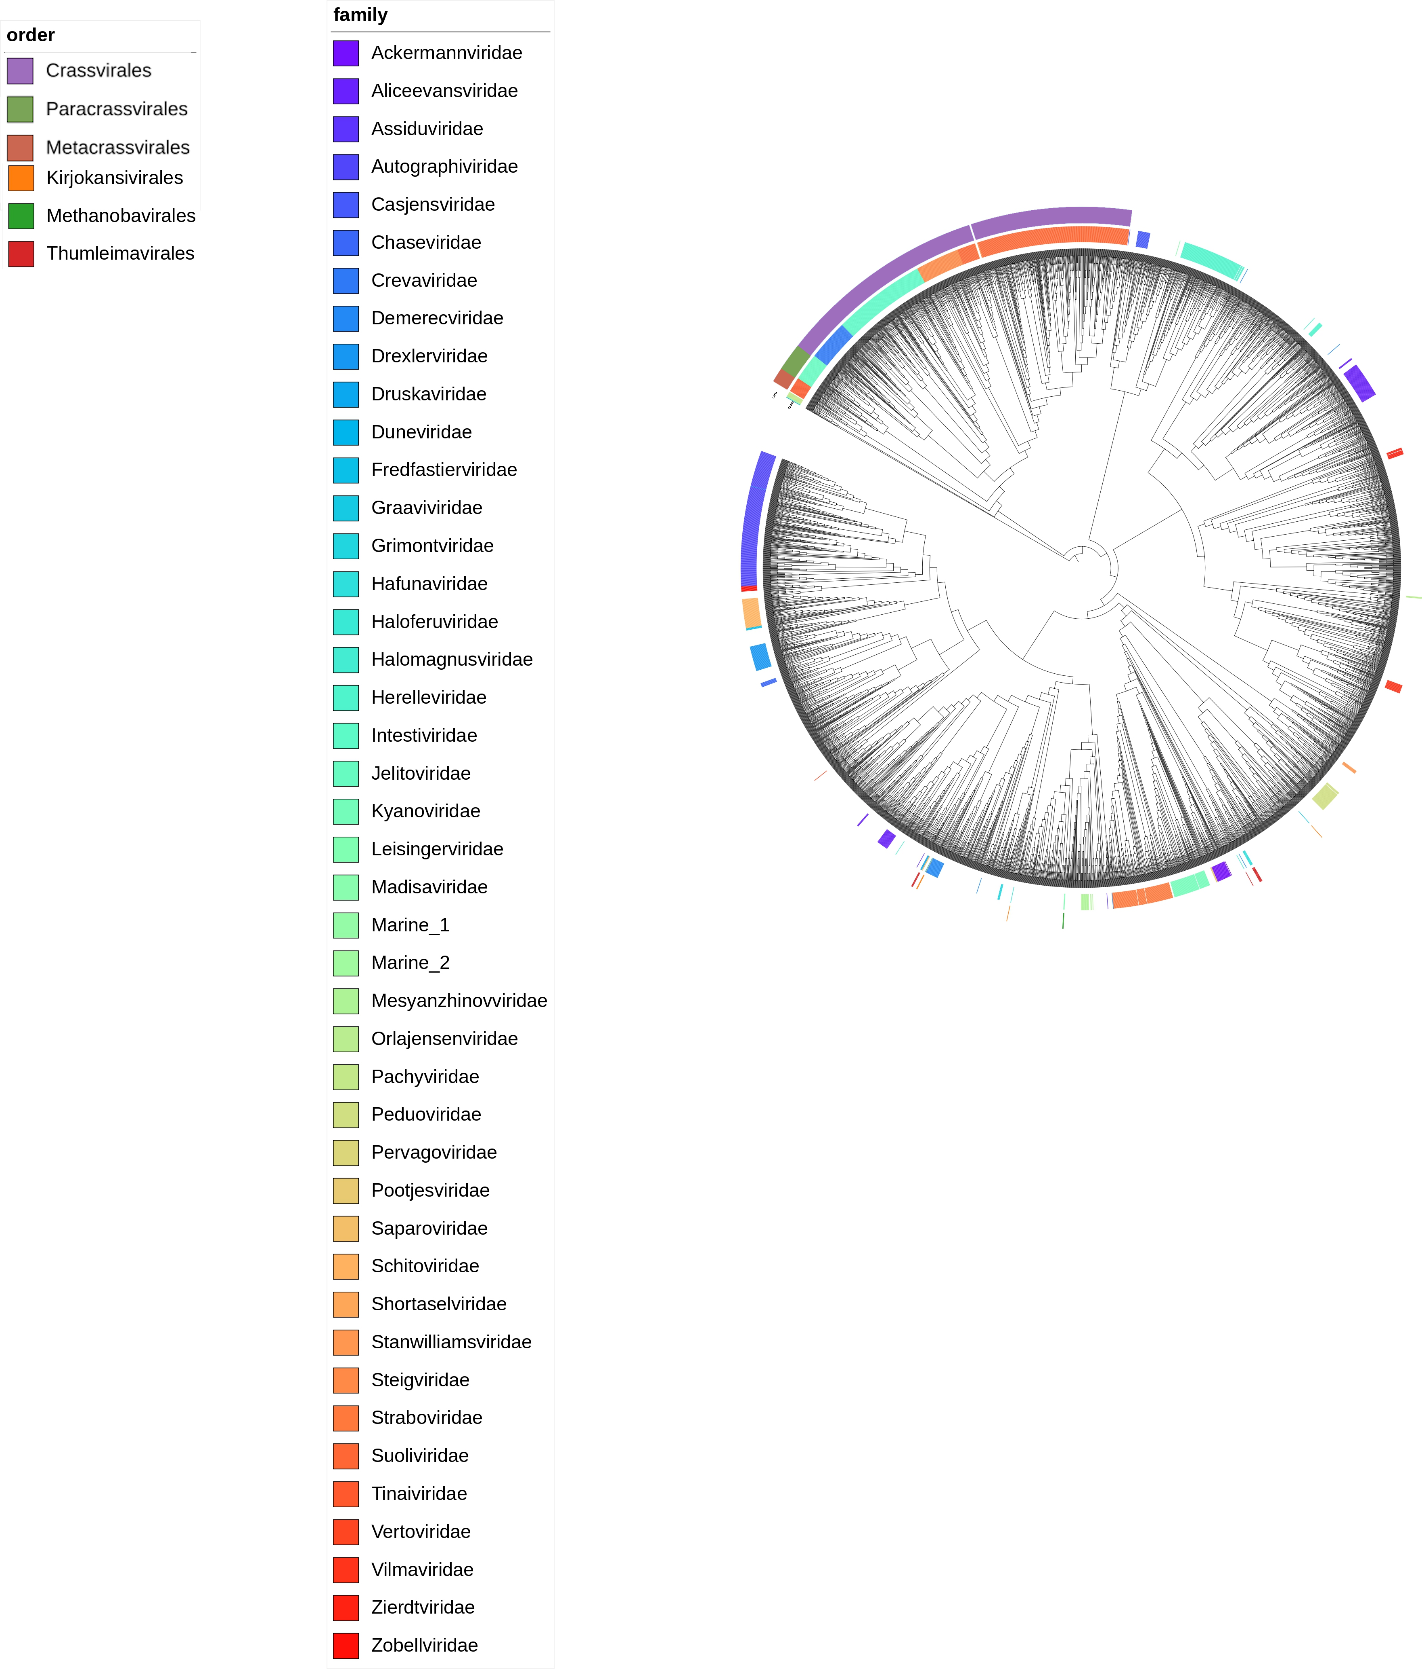 order
Crassvirales
Paracrassvirales
Metacrassvirales
Kirjokansivirales
Methanobavirales
Thumleimavirales
family
Ackermannviridae
Aliceevansviridae
Assiduviridae
Autographiviridae
Casjensviridae
Chaseviridae
Crevaviridae
Demerecviridae
Drexlerviridae
Druskaviridae
Duneviridae
Fredfastierviridae
Graaviviridae
Grimontviridae
Hafunaviridae
Haloferuviridae
Halomagnusviridae
Herelleviridae
Intestiviridae
Jelitoviridae
Kyanoviridae
Leisingerviridae
Madisaviridae
Marine_1
Marine_2
Mesyanzhinovviridae
Orlajensenviridae
Pachyviridae
Peduoviridae
Pervagoviridae
Pootjesviridae
Saparoviridae
Schitoviridae
Shortaselviridae
Stanwilliamsviridae
Steigviridae
Straboviridae
Suoliviridae
Tinaiviridae
Vertoviridae
Vilmaviridae
Zierdtviridae
Zobellviridae